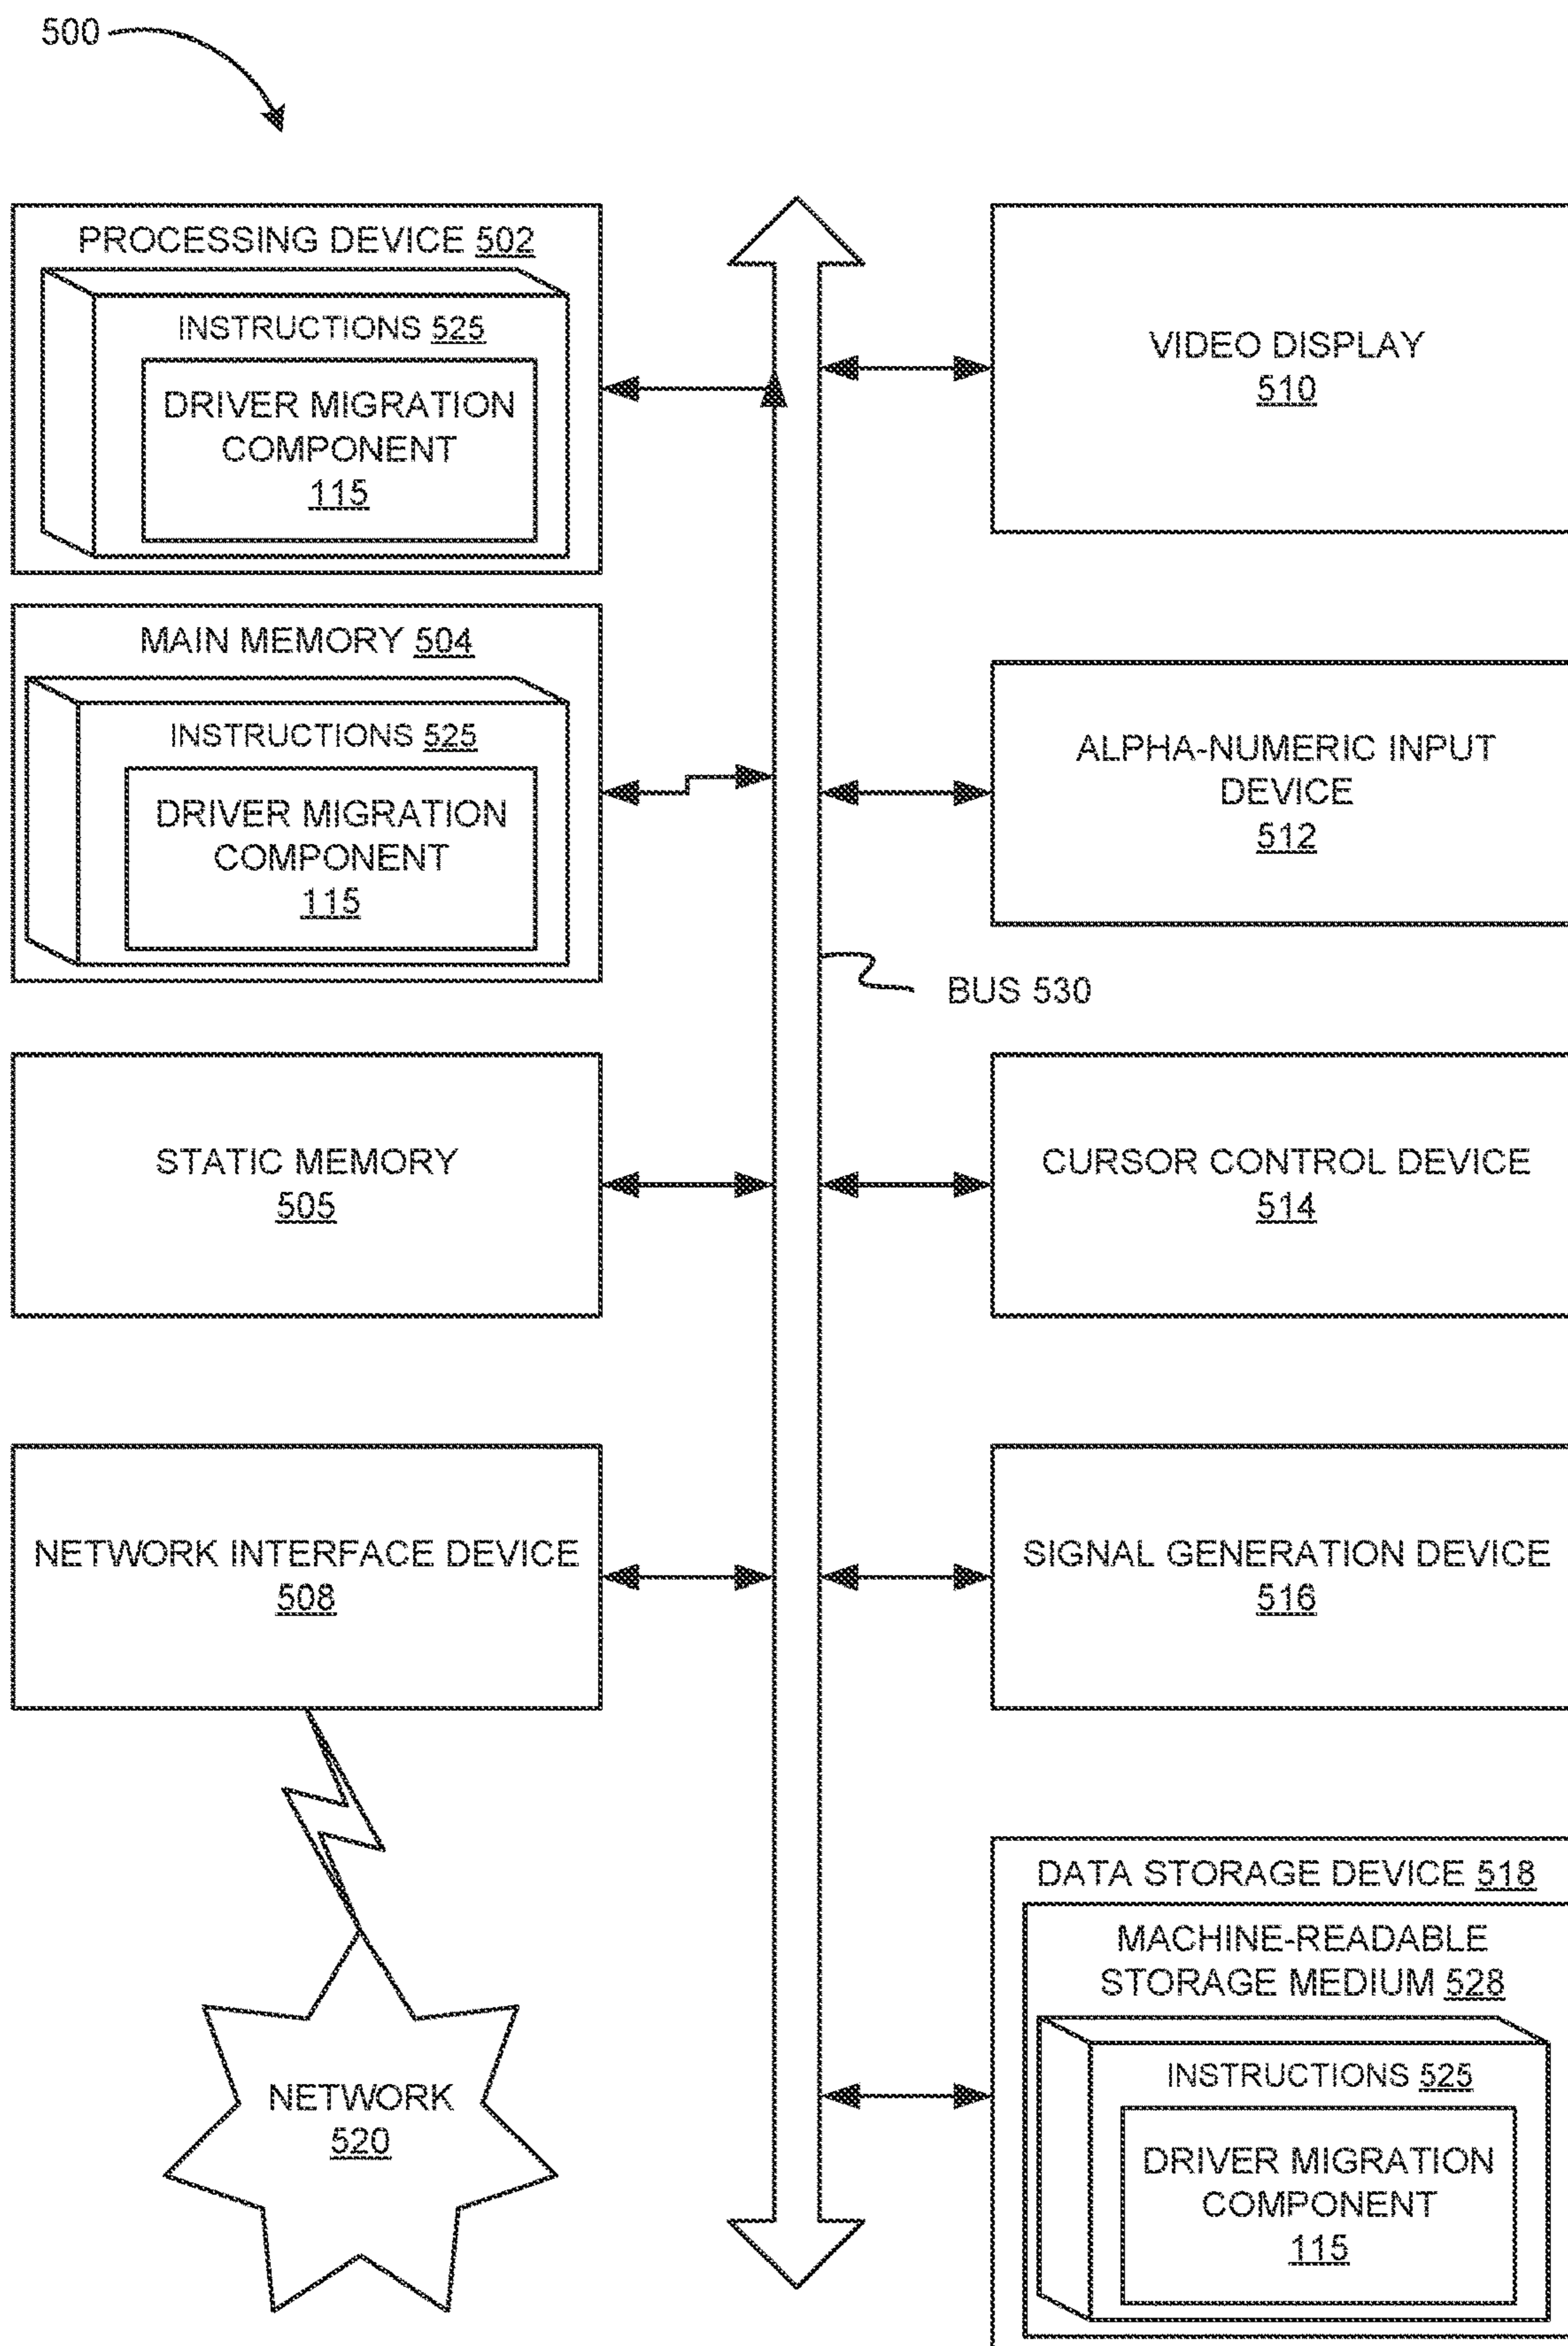 500
PROCESSING DEVICE 502
INSTRUCTIONS 525
DRIVER MIGRATION
COMPONENT
115
MAIN MEMORY 504
INSTRUCTIONS 525
DRIVER MIGRATION
COMPONENT
115
STATIC MEMORY
505
NETWORK INTERFACE DEVICE
508
NETWORK
520
VIDEO DISPLAY
510
ALPHA-NUMERIC INPUT
DEVICE
512
BUS 530
CURSOR CONTROL DEVICE
514
SIGNAL GENERATION DEVICE
516
DATA STORAGE DEVICE 518
MACHINE-READABLE
STORAGE MEDIUM 528
INSTRUCTIONS 525
DRIVER MIGRATION
COMPONENT
115